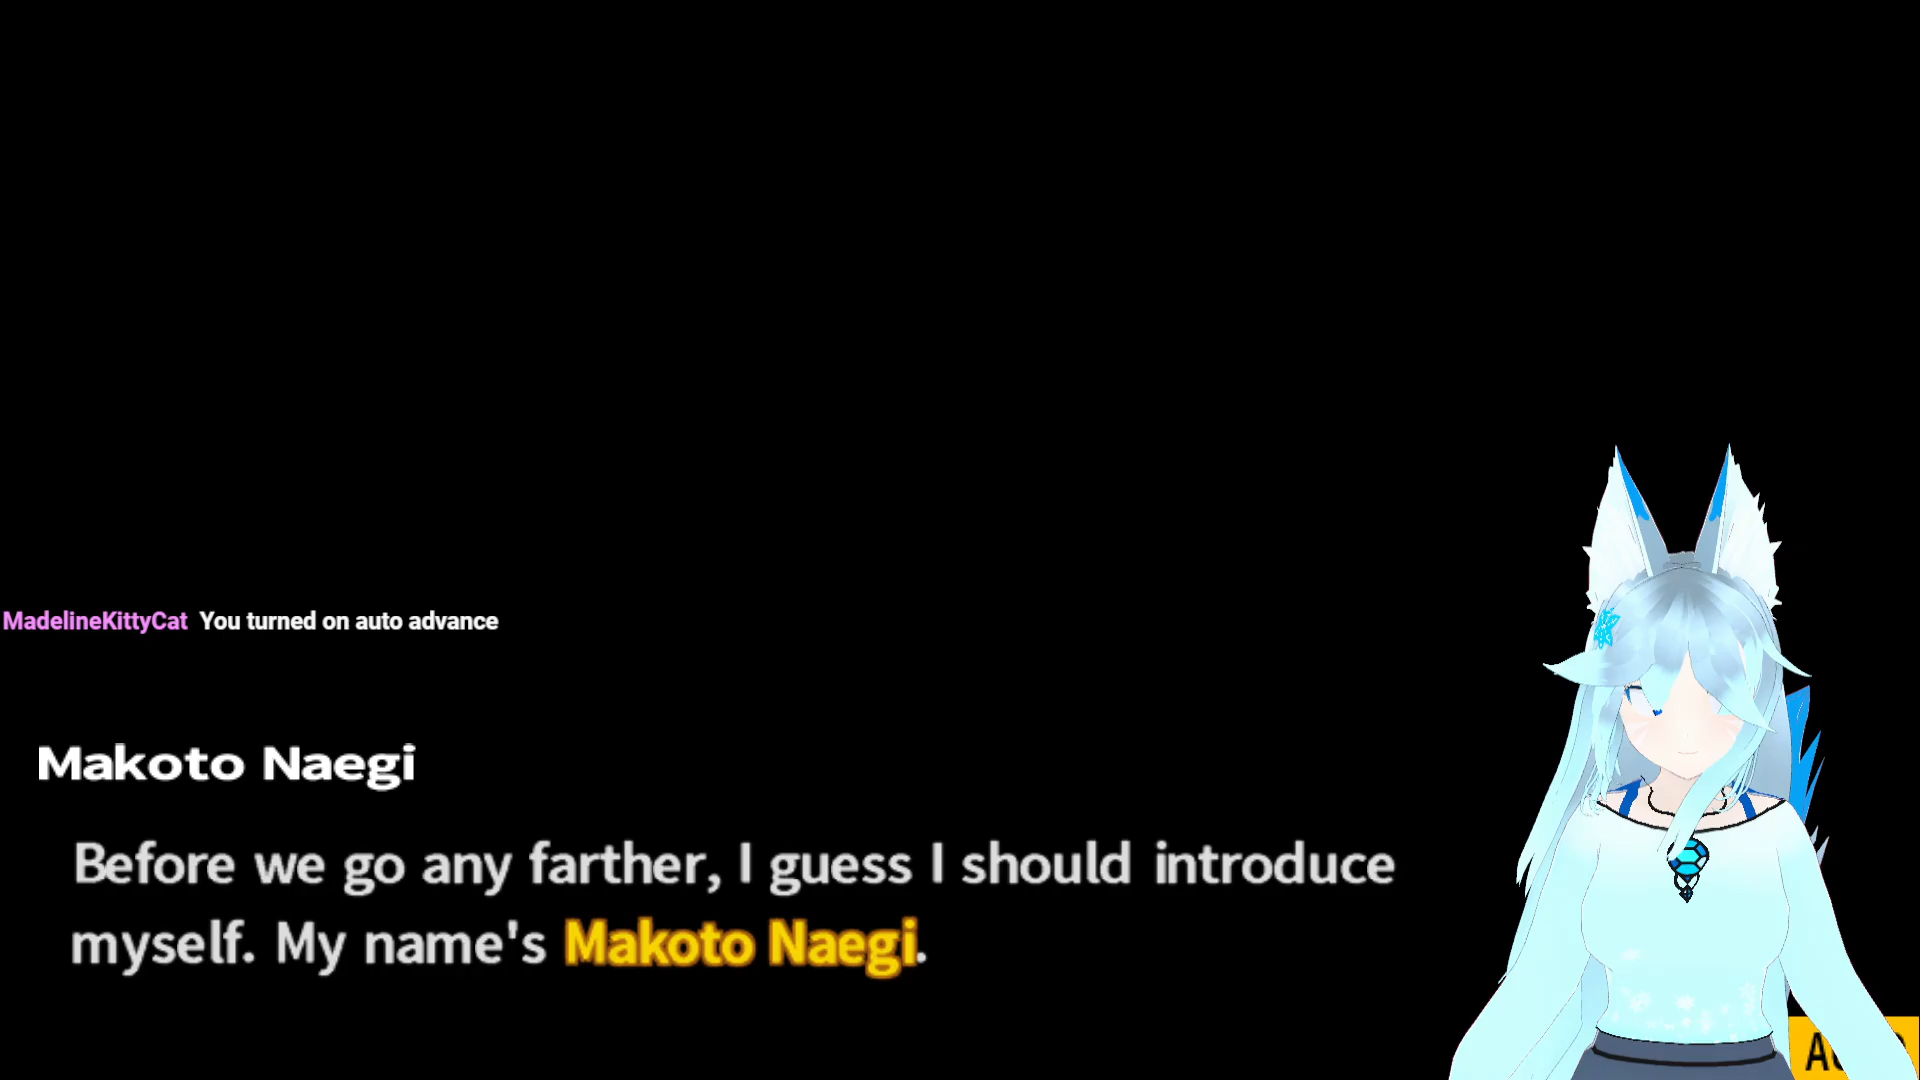 MadelineKittyCat You turned on auto advance
Makoto Naegi
Before we go any farther, I guess I should introduce
myself. My name's Makoto Naegi.